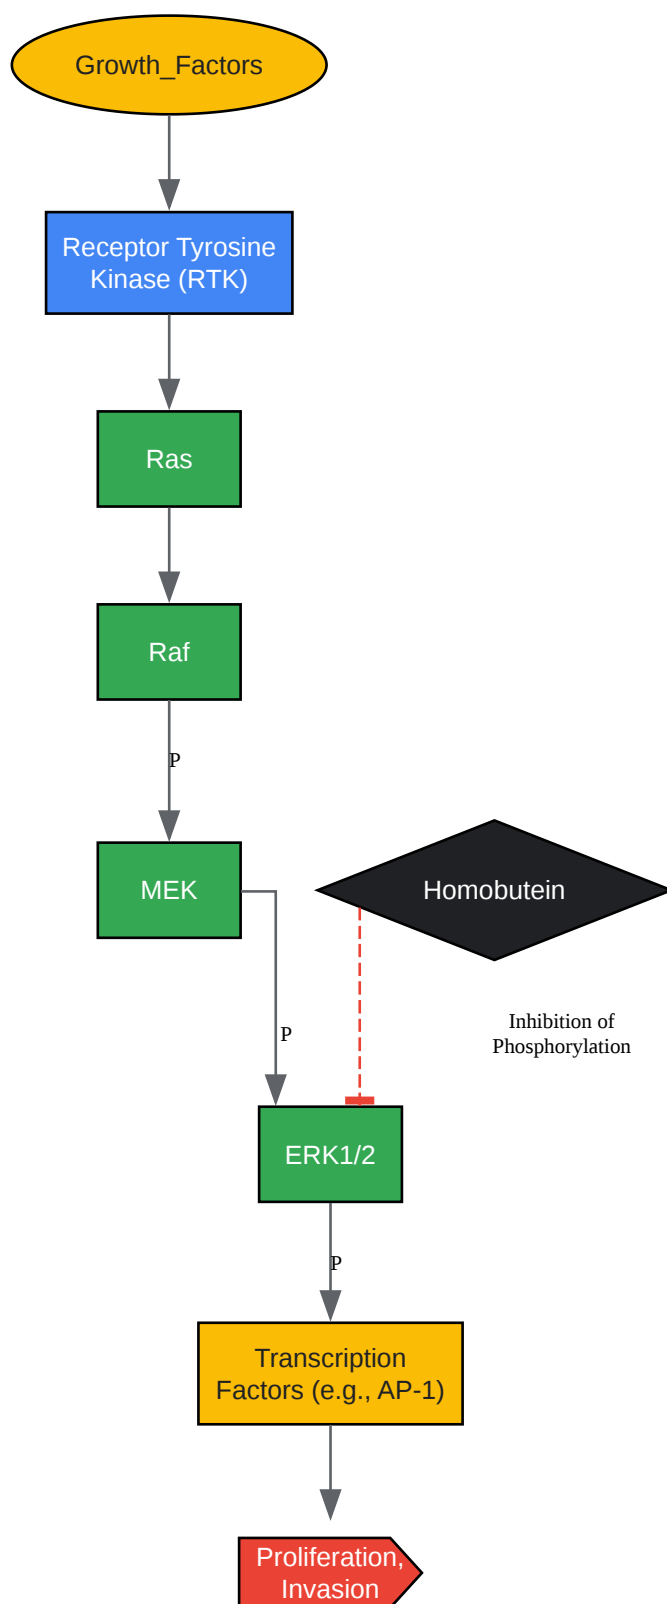 Growth_Factors
Receptor Tyrosine
Kinase (RTK)
Ras
Raf
P
MEK
Homobutein
Inhibition of
Phosphorylation
P
ERK1/2
P
Transcription
Factors (e.g., AP-1)
Proliferation,
Invasion